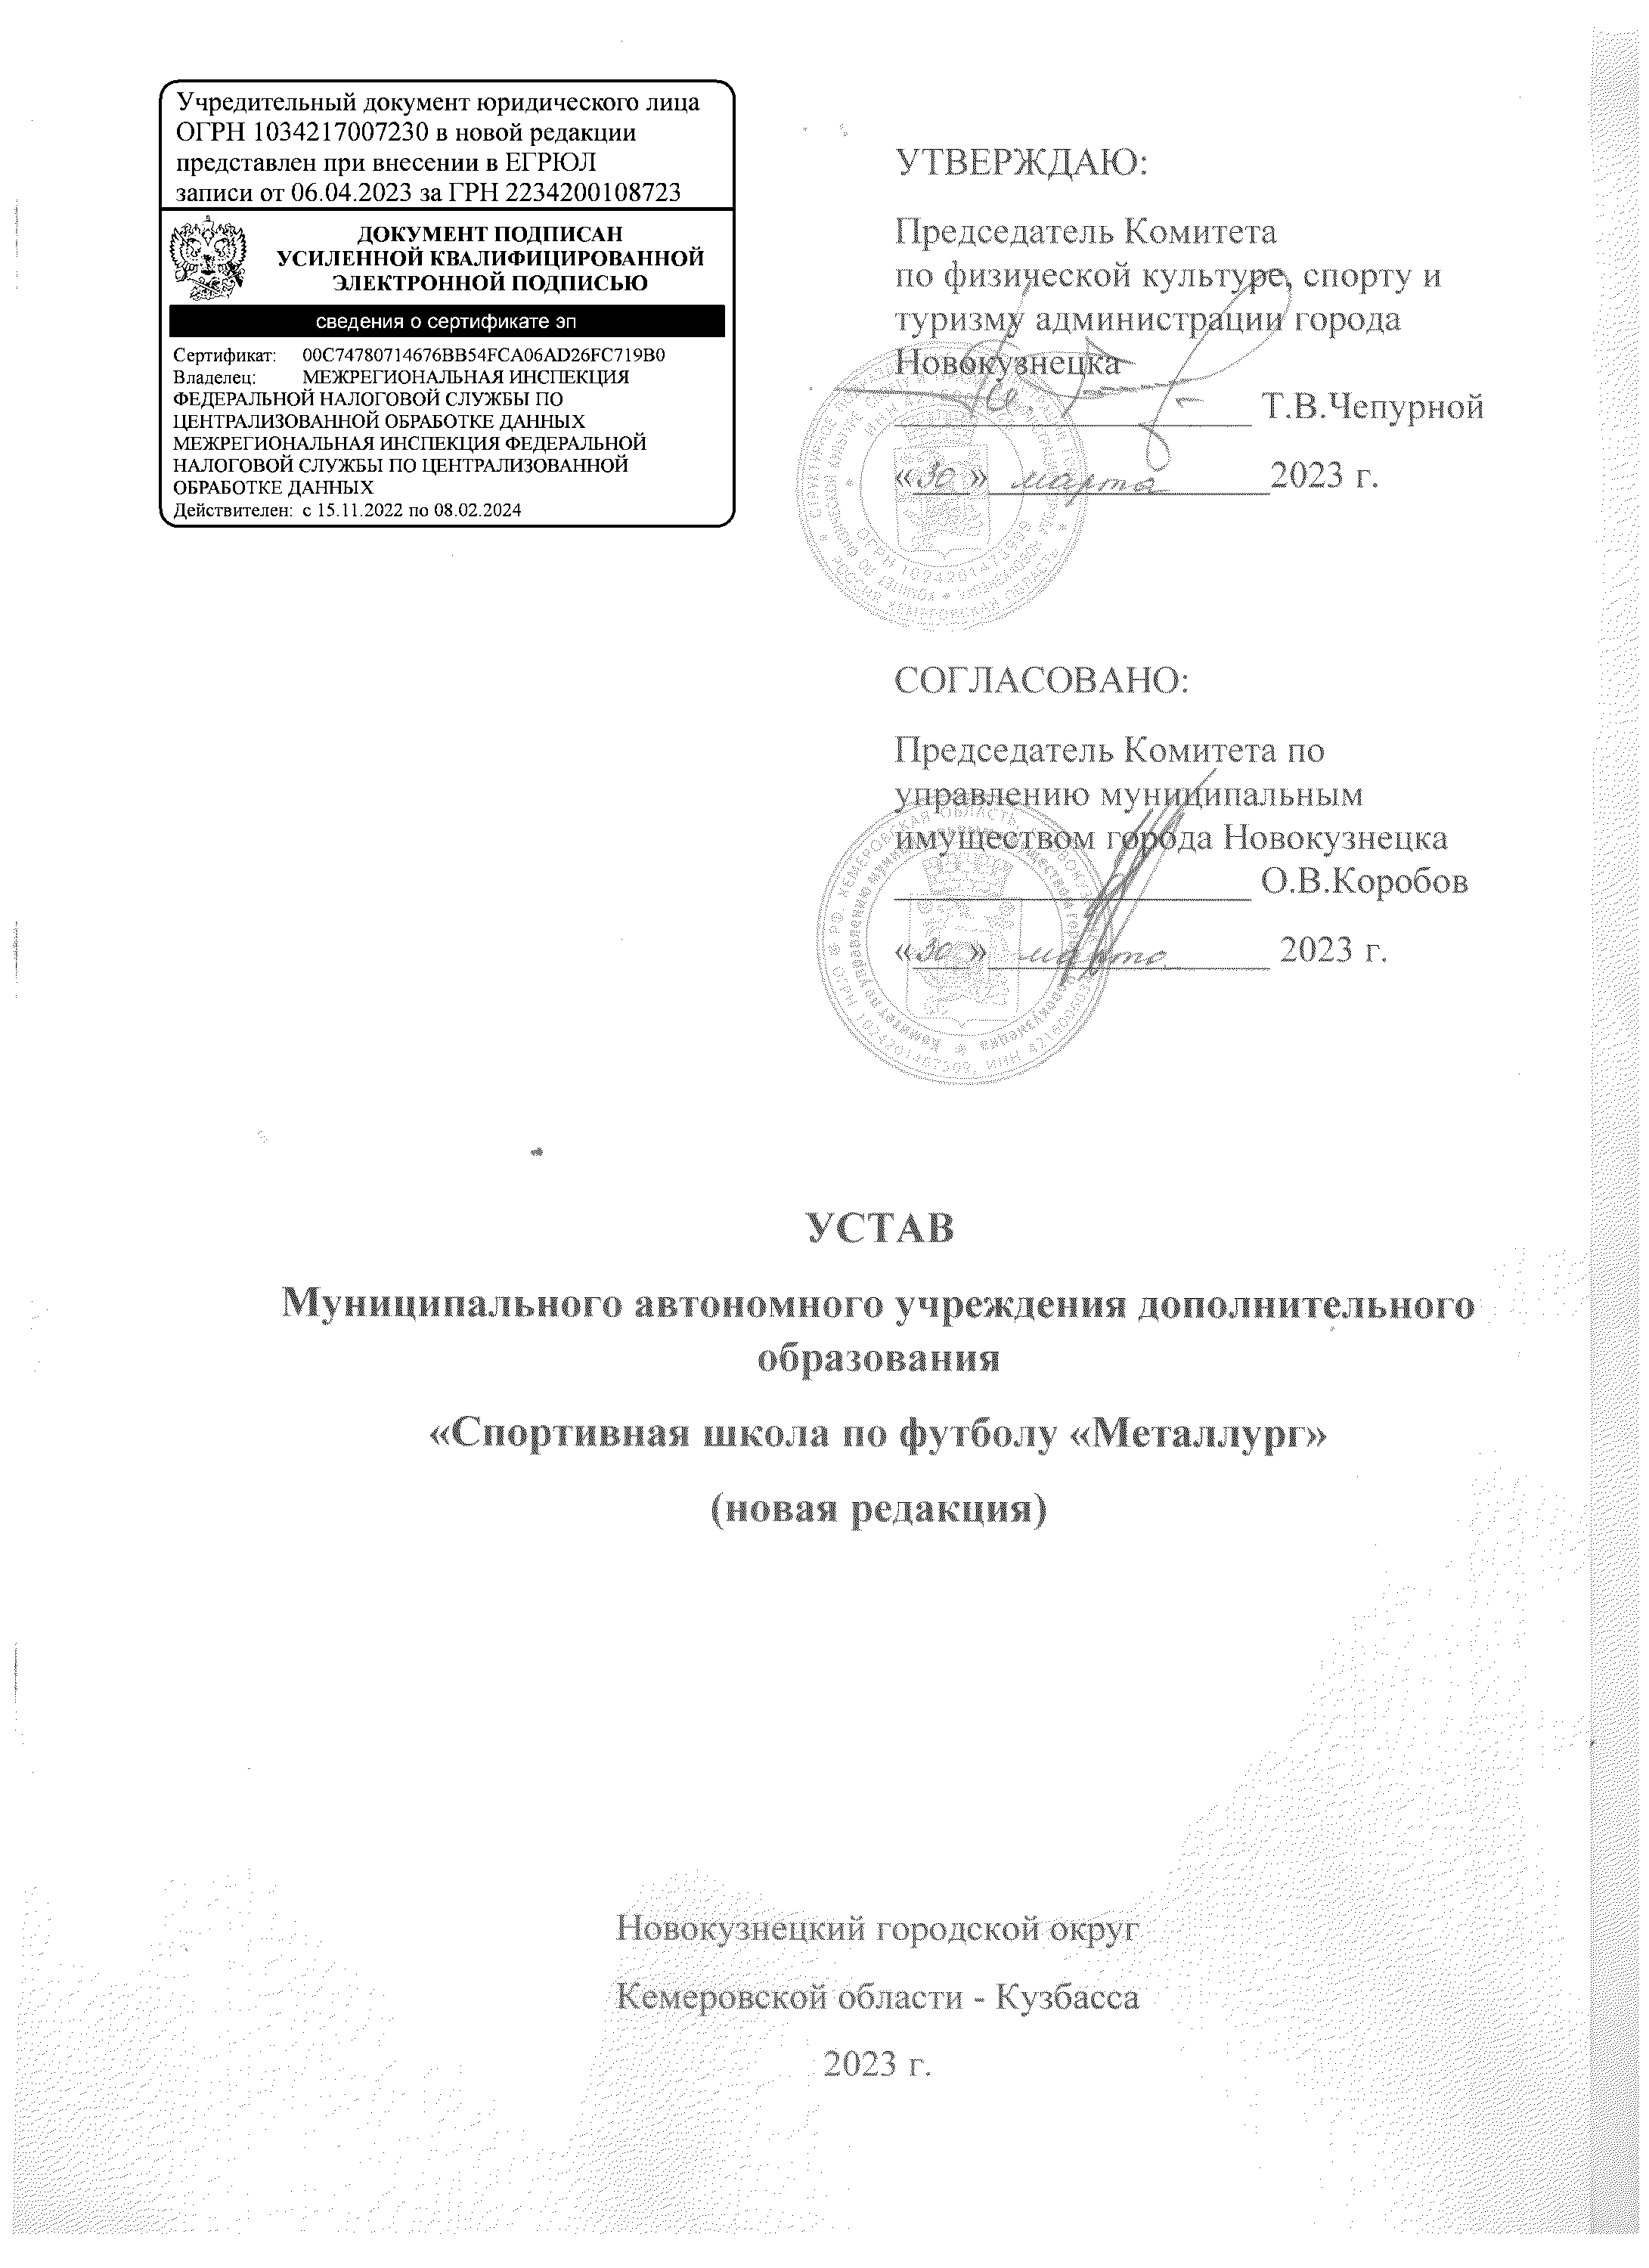 Учредительный документ юридического лица
ОГРН 1034217007230 в новой редакции
представлен при внесении в ЕГРЮЛ
записи от 06.04.2023 за ГРН 2234200108723
ДОКУМЕНТ ПОДПИСАН
УСИЛЕННОЙ КВАЛИФИЦИРОВАННОЙ
ЭЛЕКТРОННОЙ ПОДПИСЬЮ
сведения о сертификате эп
Сертификат: 00C74780714676BB54FCA06AD26FC719B0
Владелец: МЕЖРЕГИОНАЛЬНАЯ ИНСПЕКЦИЯ
ФЕДЕРАЛЬНОЙ НАЛОГОВОЙ СЛУЖБЫ ПО
ЦЕНТРАЛИЗОВАННОЙ ОБРАБОТКЕ ДАННЫХ
МЕЖРЕГИОНАЛЬНАЯ ИНСПЕКЦИЯ ФЕДЕРАЛЬНОЙ
НАЛОГОВОЙ СЛУЖБЫ ПО ЦЕНТРАЛИЗОВАННОЙ
ОБРАБОТКЕ ДАННЫХ
Действителен: с 15.11.2022 по 08.02.2024
УТВЕРЖДАЮ:
Председатель Комитета
по физической культуре, спорту и
туризму администрации города
Новокузнецка
Т.В.Чепурной
«30» марта 2023 г.
СОГЛАСОВАНО:
Председатель Комитета по
управлению муниципальным
имуществом города Новокузнецка
О.В.Коробов
«30» марта 2023 г.
УСТАВ
Муниципального автономного учреждения дополнительного
образования
«Спортивная школа по футболу «Металлург»
(новая редакция)
Новокузнецкий городской округ
Кемеровской области - Кузбасса
2023 г.